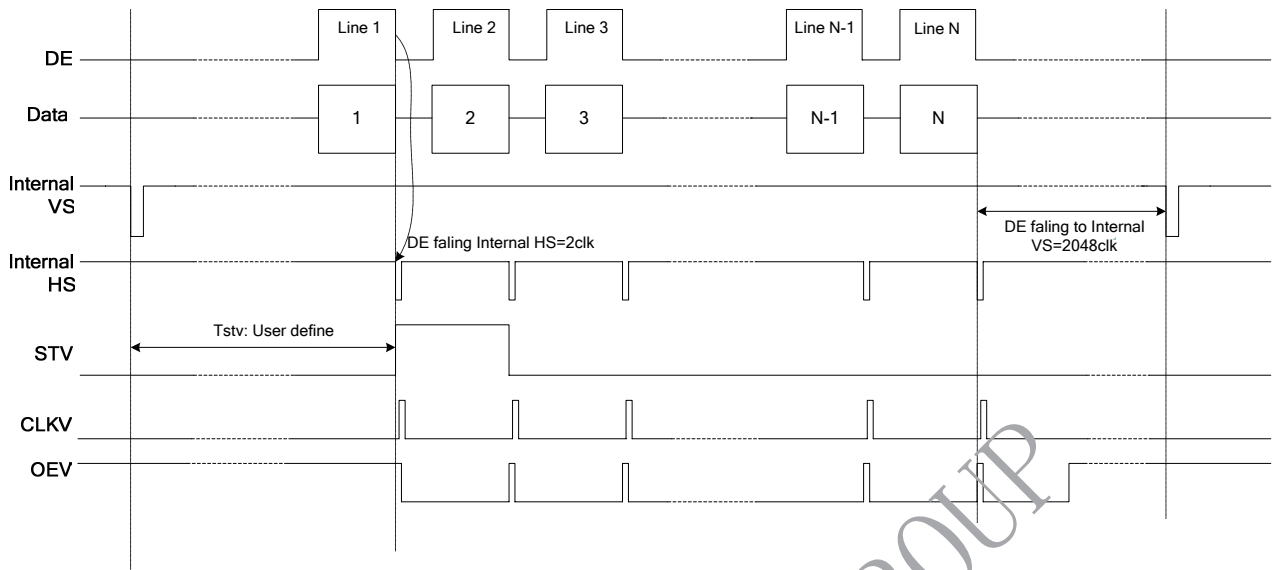 Line 1 Line 2 Line 3 Line N-1 Line N
DE
Data 1 2 3 N-1 N
Internal
VS
DE faling to Internal
VS=2048clk
DE faling Internal HS=2clk
Internal
HS
Tstv: User define
STV
CLKV
OEV
ROUP